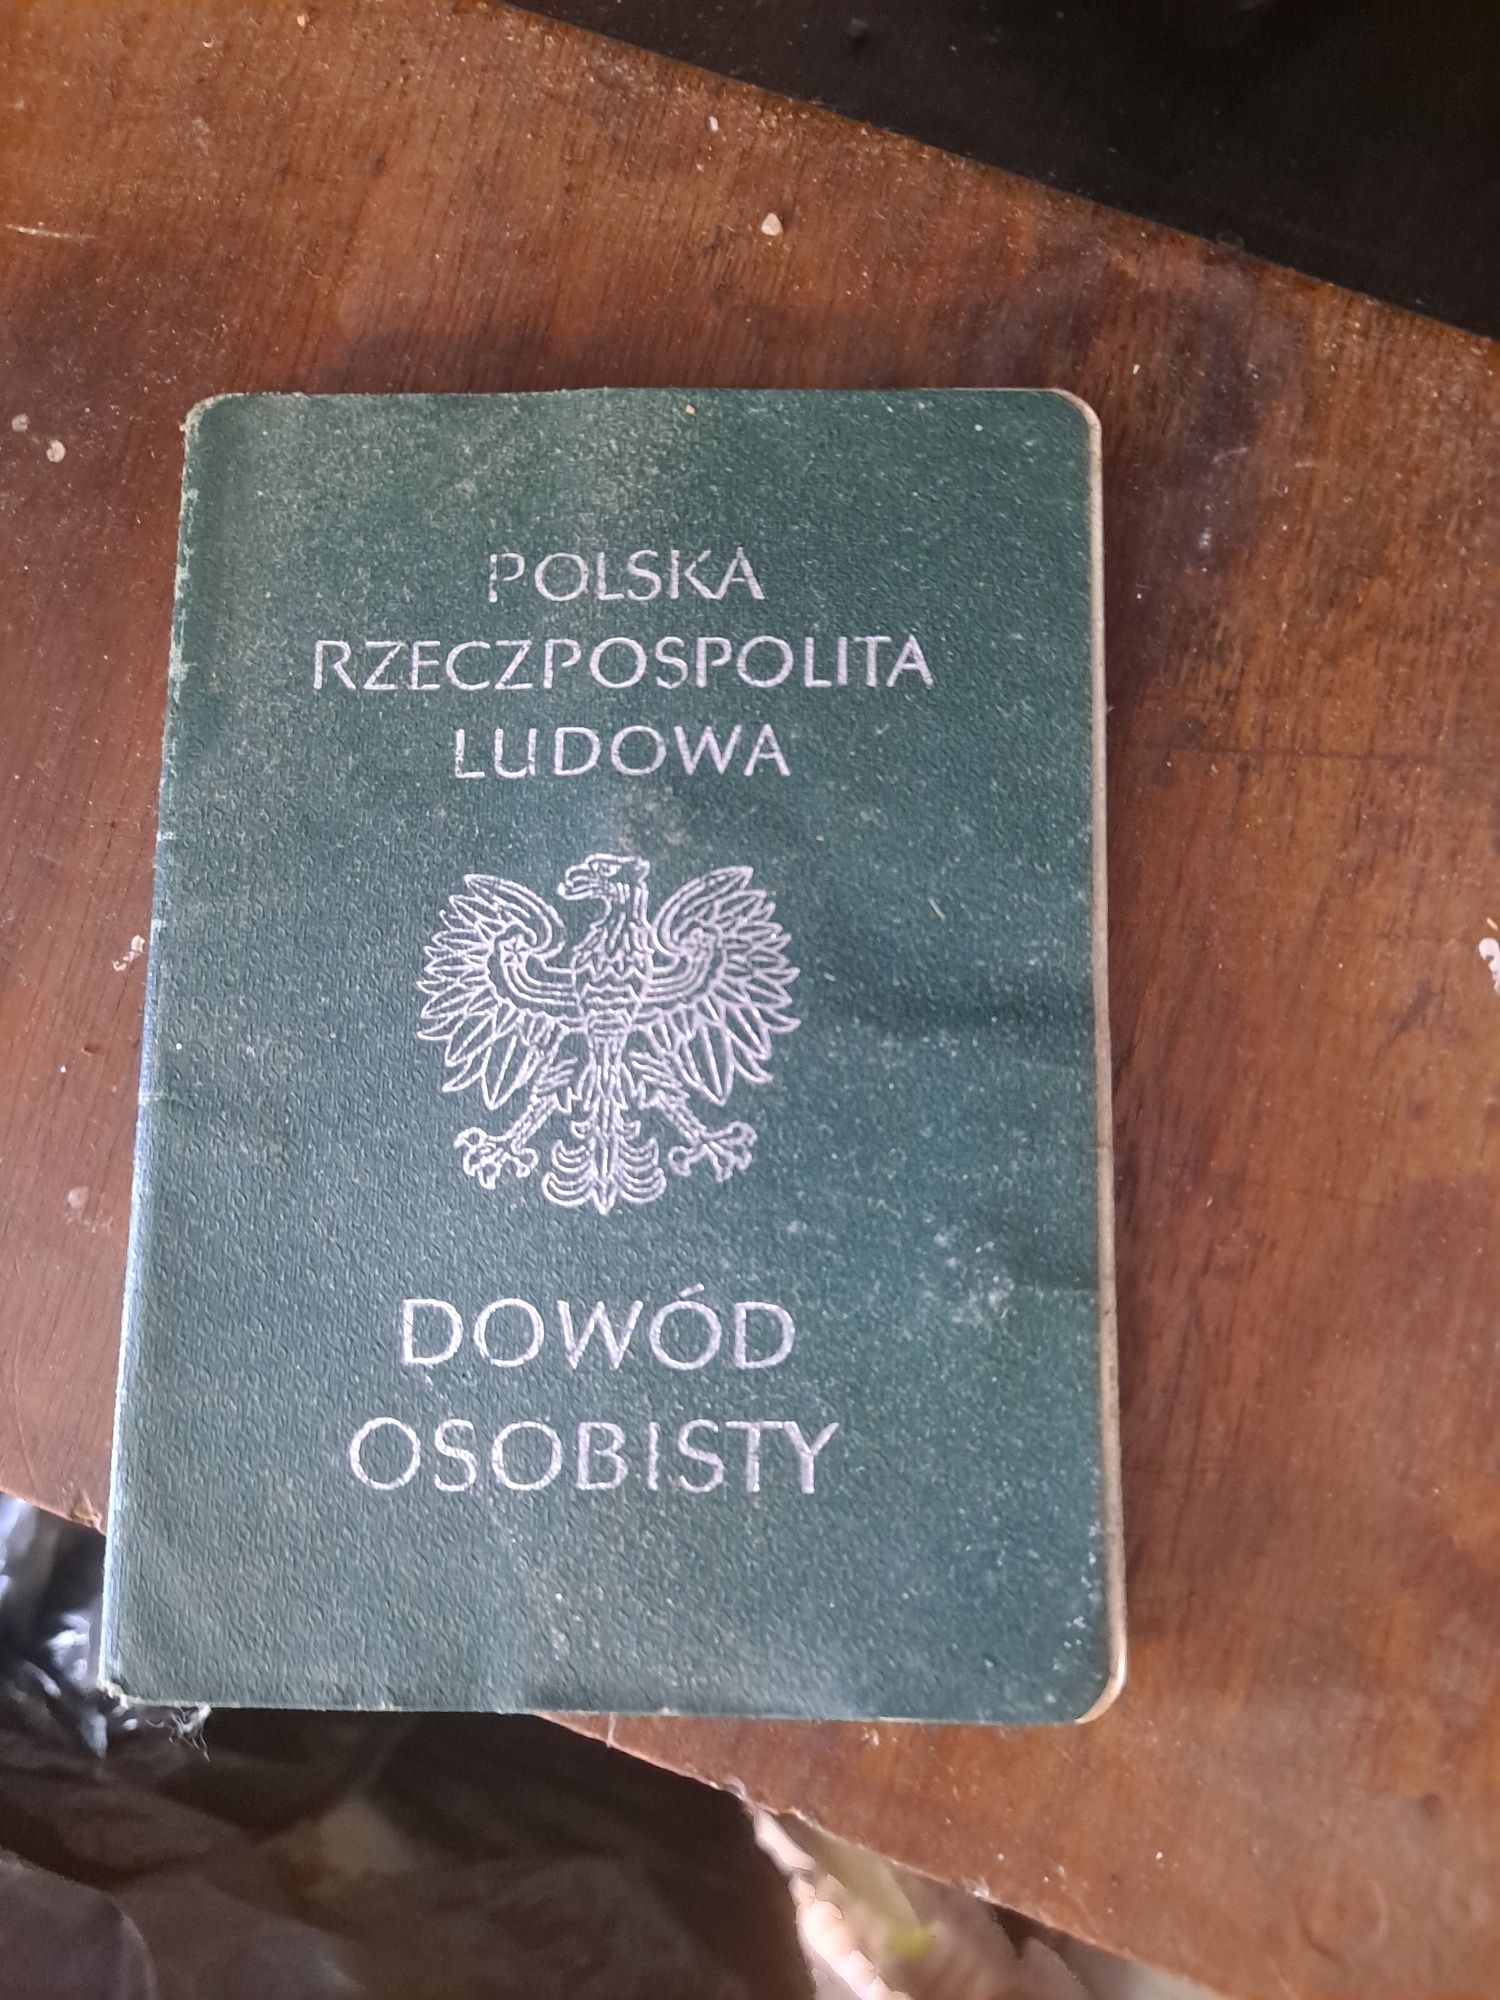 POLSKA
RZECZPOSPOLITA
LUDOWA
DOWÓD
OSOBISTY